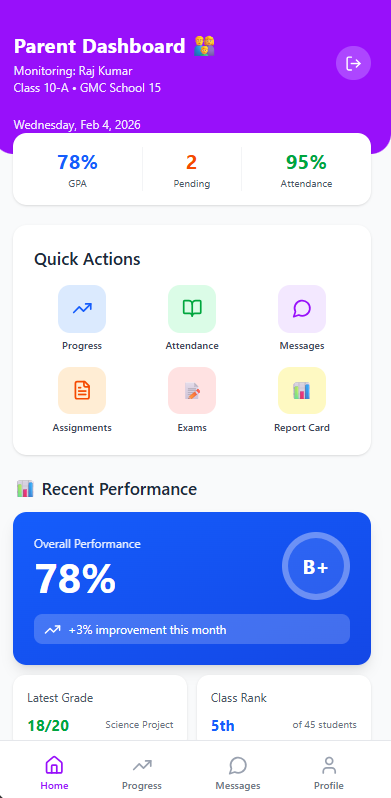 Parent Dashboard
Monitoring: Raj Kumar
Class 10-A • GMC School 15
Wednesday, Feb 4, 2026
78% 2 95%
GPA Pending Attendance
Quick Actions
Progress Attendance Messages
Assignments Exams Report Card
Recent Performance
Overall Performance
78%
B+
+3% improvement this month
Latest Grade
18/20 Science Project
Class Rank
5th of 45 students
Home Progress Messages Profile